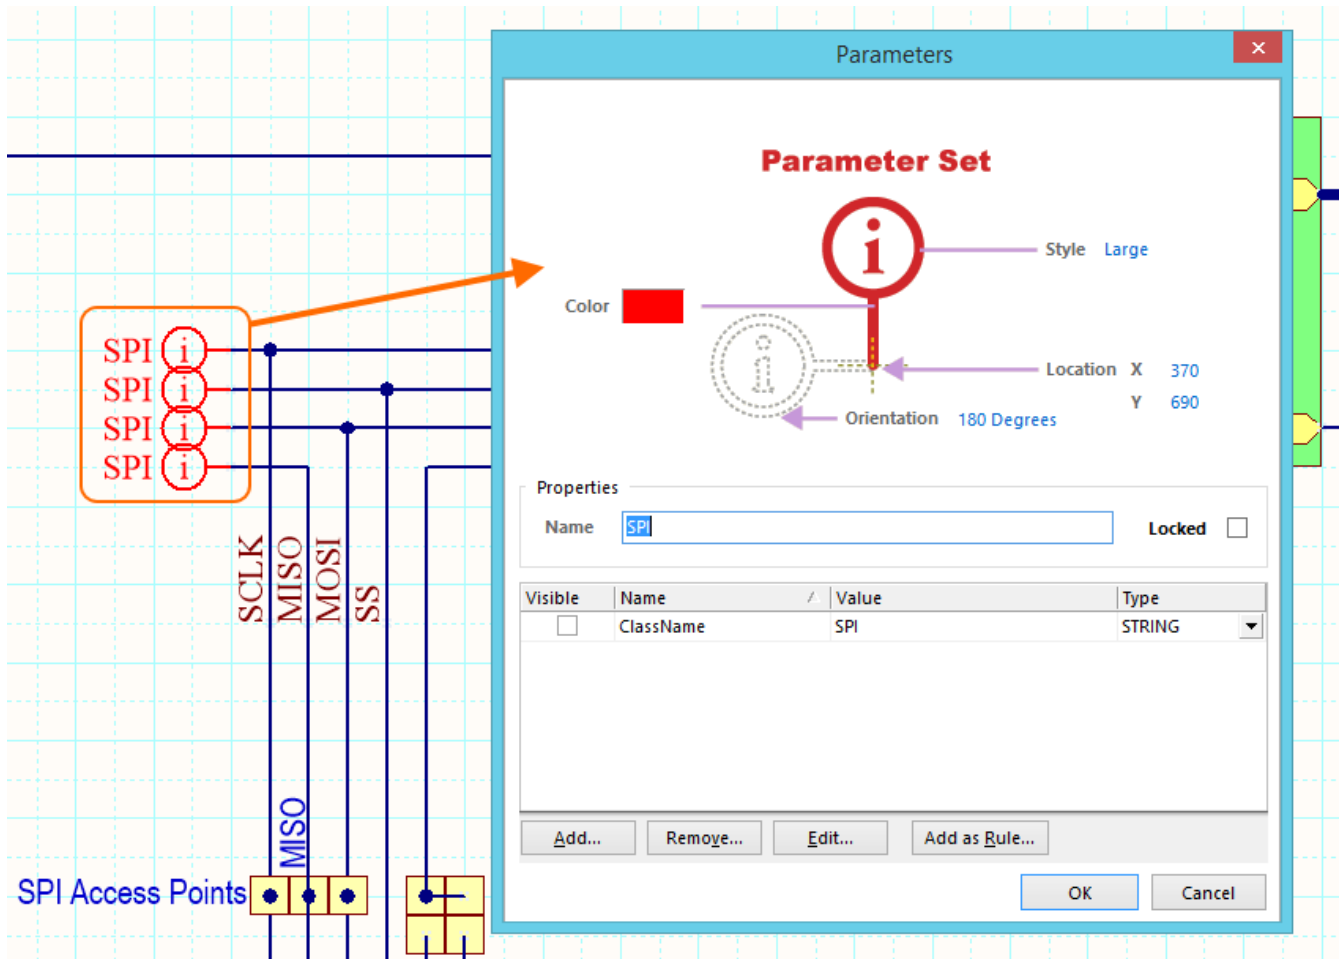 Parameters
Parameter Set
i
Style Large
Color
i
Location X 370
Y 690
Orientation 180 Degrees
SPI i
SPI i
SPI i
SPI i
Properties
Name SPI Locked
SCLK
MISO
MOSI
SS
Visible Name Value Type
ClassName SPI STRING
MISO
Add... Remove... Edit... Add as Rule...
SPI Access Points
OK Cancel